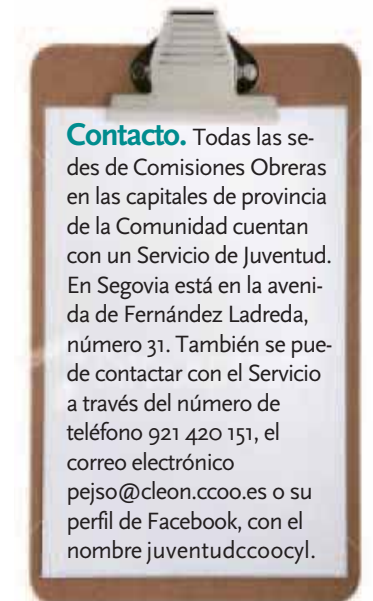 Contacto. Todas las se-
des de Comisiones Obreras
en las capitales de provincia
de la Comunidad cuentan
con un Servicio de Juventud.
En Segovia está en la aveni-
da de Fernández Ladreda,
número 31. También se pue-
de contactar con el Servicio
a través del número de
teléfono 921 420 151, el
correo electrónico
pejso@cleon.ccoo.es o su
perfil de Facebook, con el
nombre juventudccoocyl.